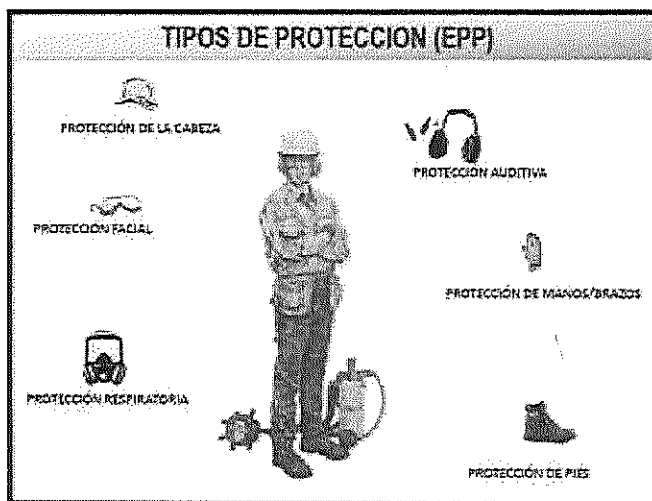 TIPOS DE PROTECCION (EPP)
PROTECCIÓN DE LA CABEZA
PROTECCIÓN AUDITIVA
PROTECCIÓN FACIAL
PROTECCIÓN DE MANOS/BRAZOS
PROTECCIÓN RESPIRATORIA
PROTECCIÓN DE PIES